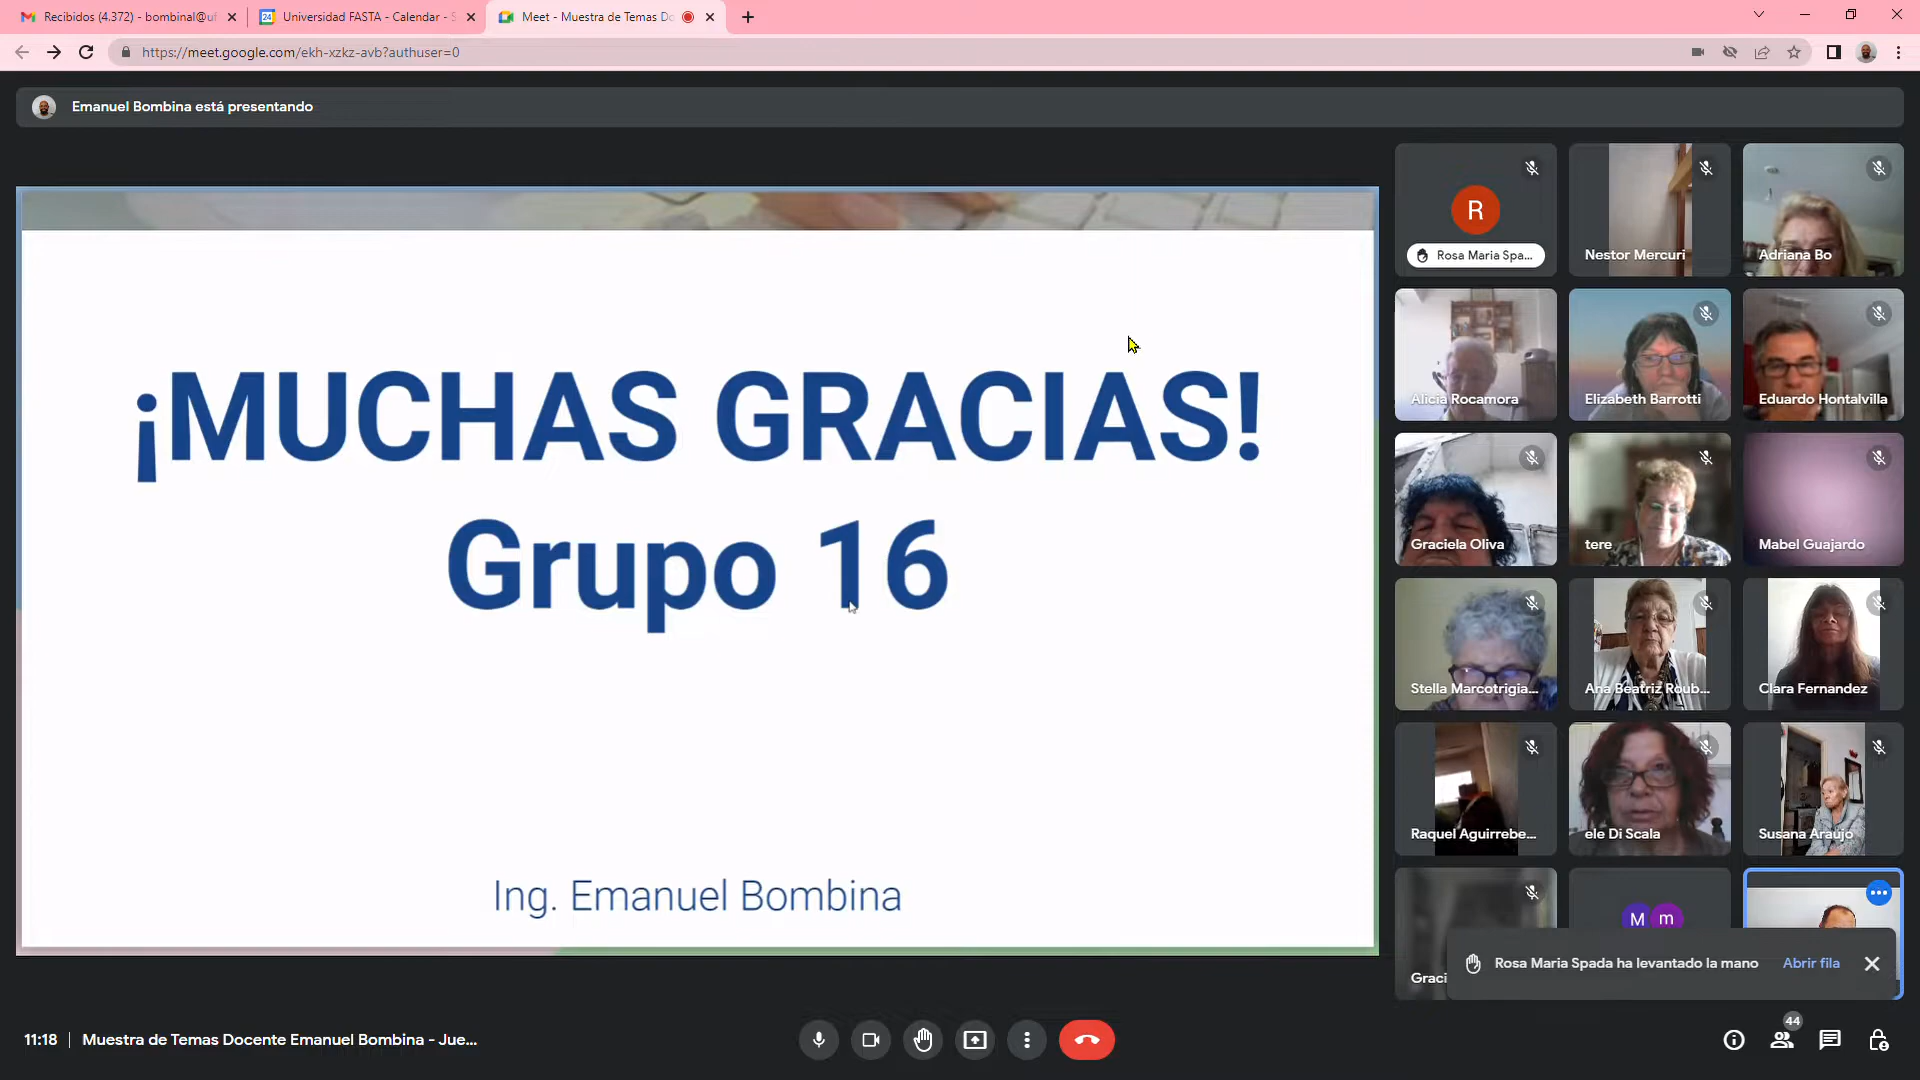 Recibidos (4.372) - bombinal@uf
Universidad FASTA - Calendar - S
Meet - Muestra de Temas Do
https://meet.google.com/ekh-xzkz-avb?authuser=0
Emanuel Bombina está presentando
¡MUCHAS GRACIAS!
Grupo 16
Ing. Emanuel Bombina
R
Rosa Maria Spa...
Nestor Mercuri
Adriana Bo
Alicia Rocamora
Elizabeth Barrotti
Eduardo Hontalvilla
Graciela Oliva
tere
Mabel Guajardo
Stella Marcotrigia...
Ana Beatriz Roub...
Clara Fernandez
Raquel Aguirrebe...
ele Di Scala
Susana Araujo
Graci
M m
Rosa Maria Spada ha levantado la mano
Abrir fila
11:18
Muestra de Temas Docente Emanuel Bombina - Jue...
44